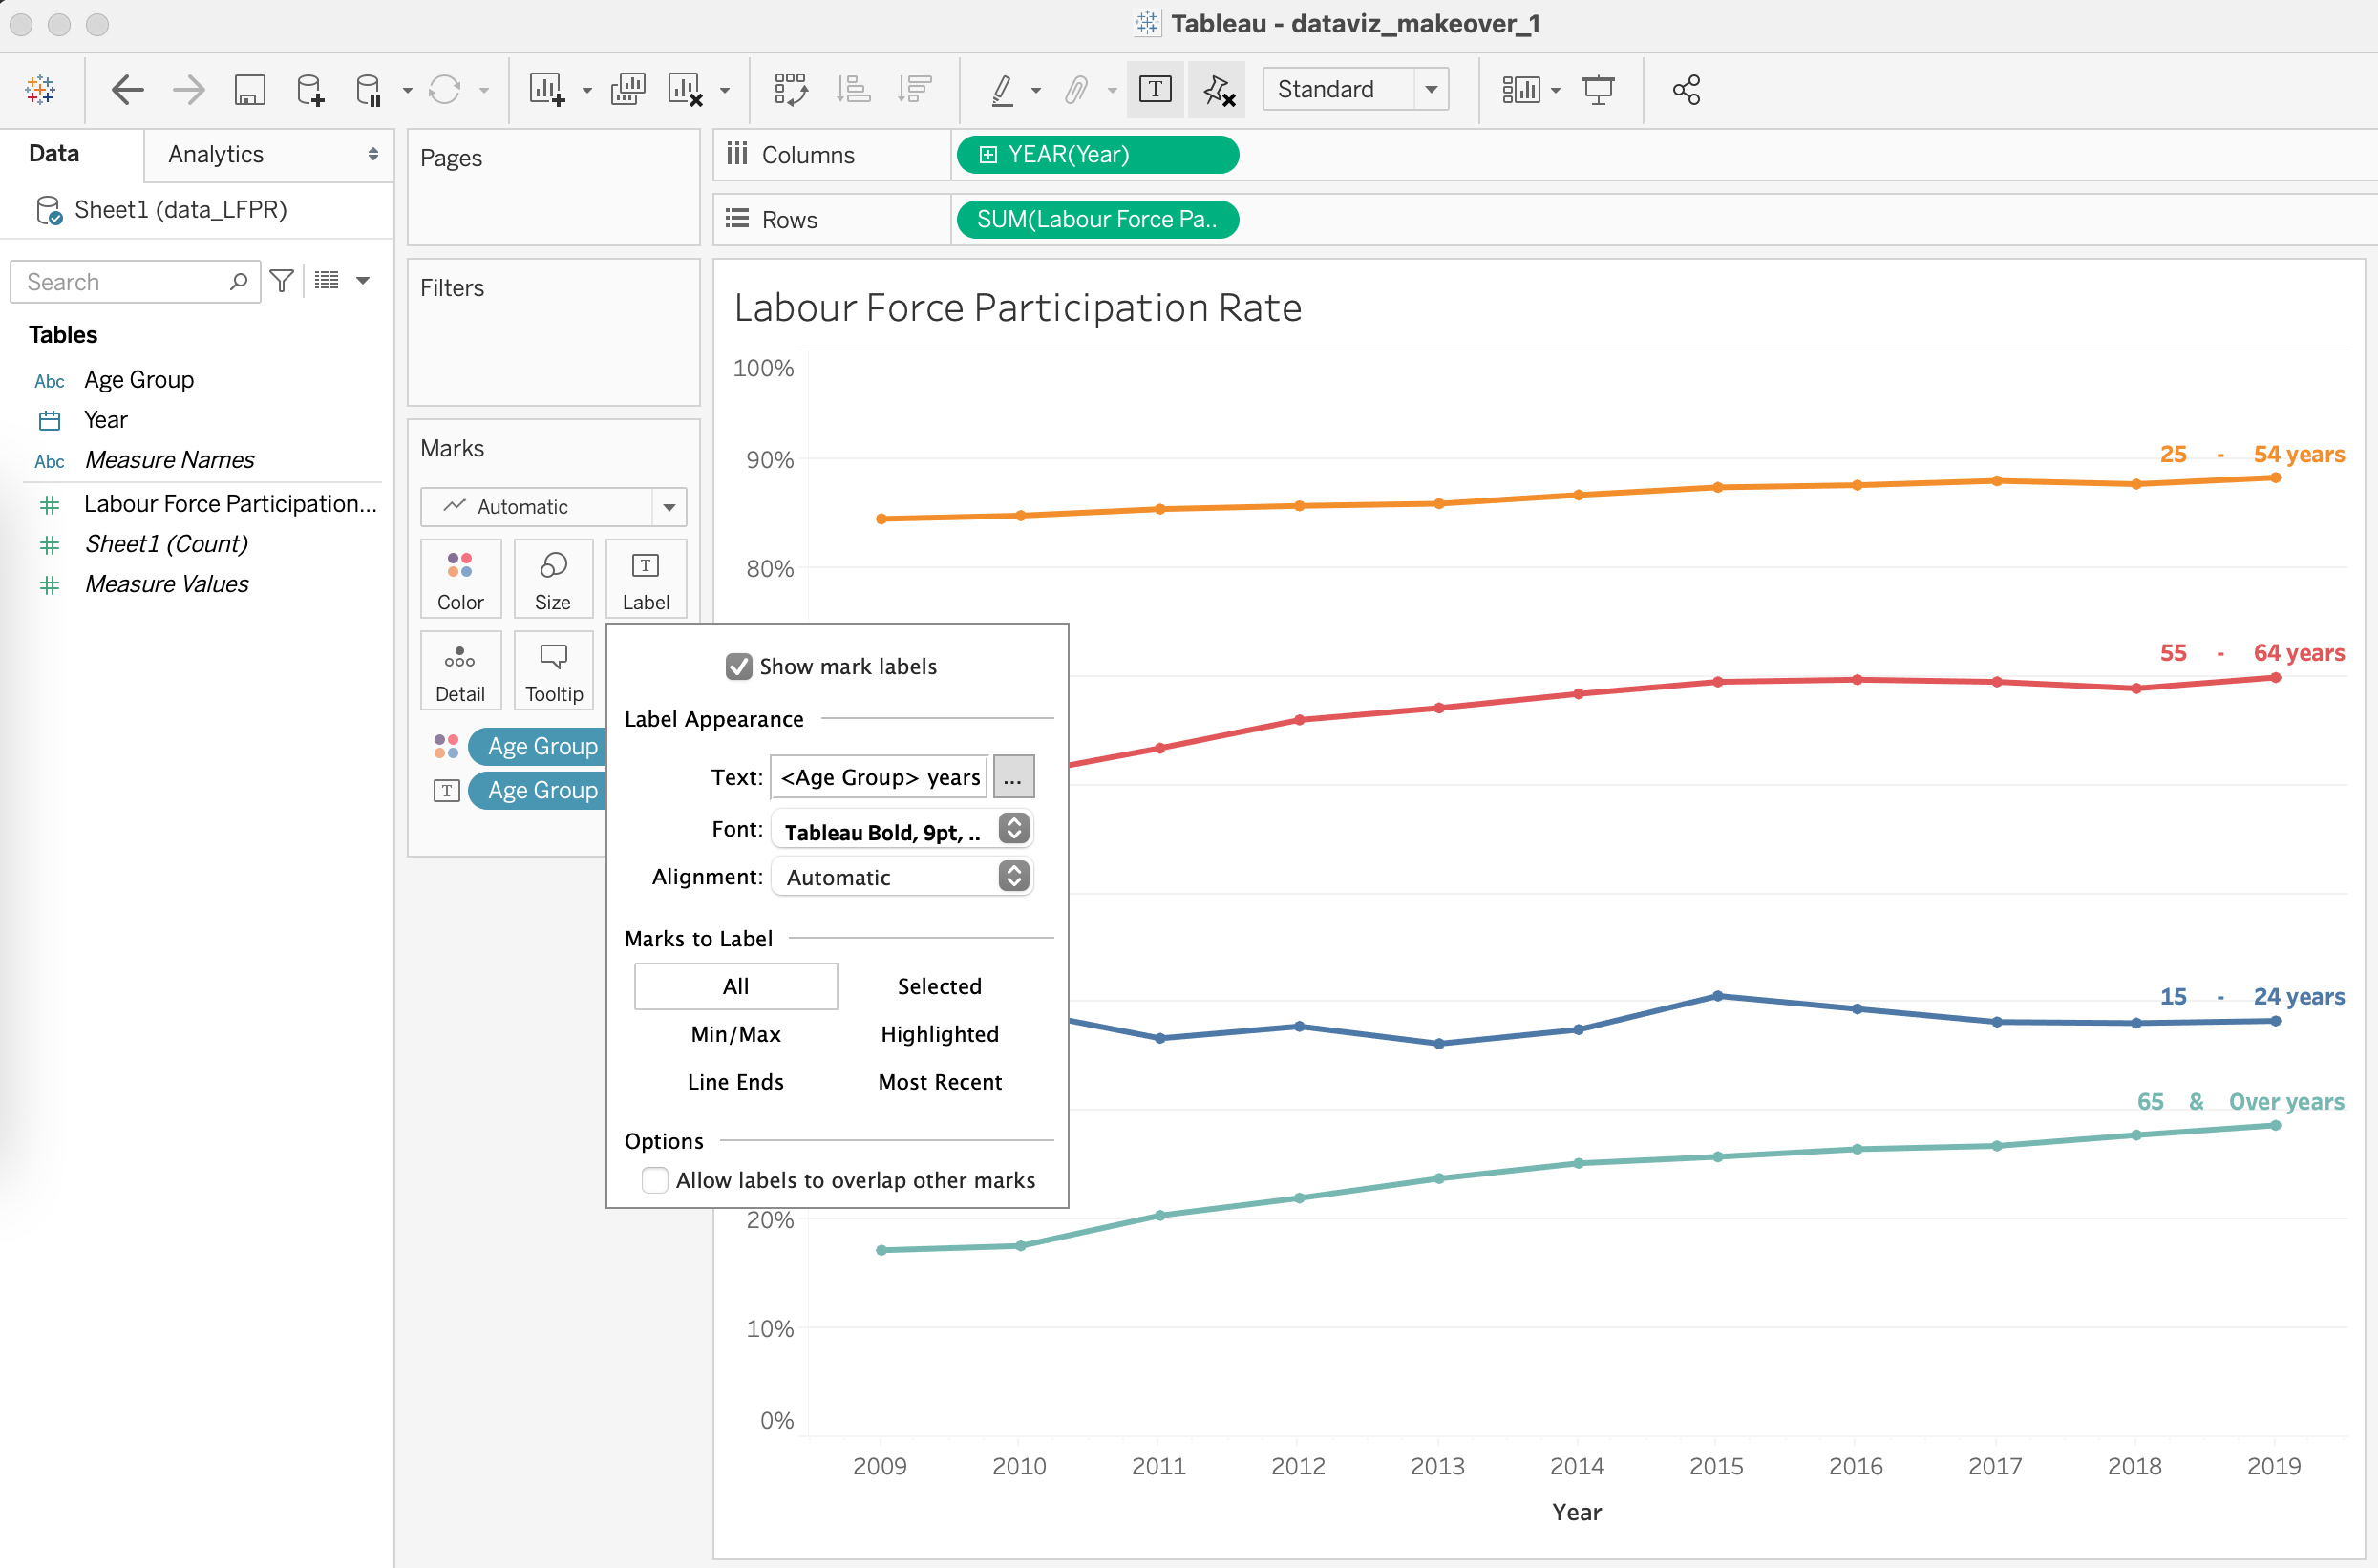 Tableau - dataviz_makeover_1
Standard
Data
Analytics
Sheet1 (data_LFPR)
Search
Tables
Abc Age Group
Year
Abc Measure Names
Labour Force Participation...
Sheet1 (Count)
Measure Values
Pages
Filters
Marks
Automatic
Color
Size
T
Label
Detail
Tooltip
Age Group
T Age Group
Columns
YEAR(Year)
Rows
SUM(Labour Force Pa..
Show mark labels
Label Appearance
Text: <Age Group> years ...
Font: Tableau Bold, 9pt, ..
Alignment: Automatic
Marks to Label
All Selected
Min/Max Highlighted
Line Ends Most Recent
Options
Allow labels to overlap other marks
Labour Force Participation Rate
100%
90%
80%
20%
10%
0%
25 - 54 years
55 - 64 years
15 - 24 years
65 & Over years
2009 2010 2011 2012 2013 2014 2015 2016 2017 2018 2019
Year